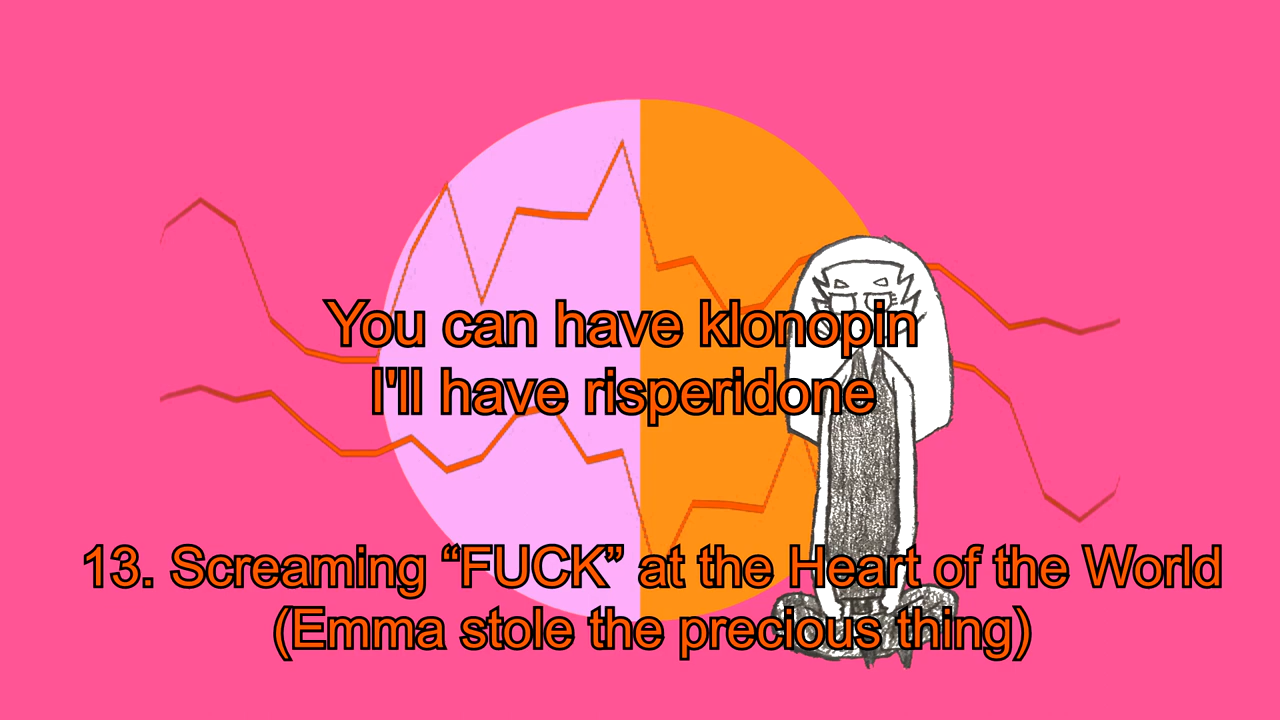 You can have klonopin
I'll have risperidone
13. Screaming “FUCK” at the Heart of the World
(Emma stole the precious thing)